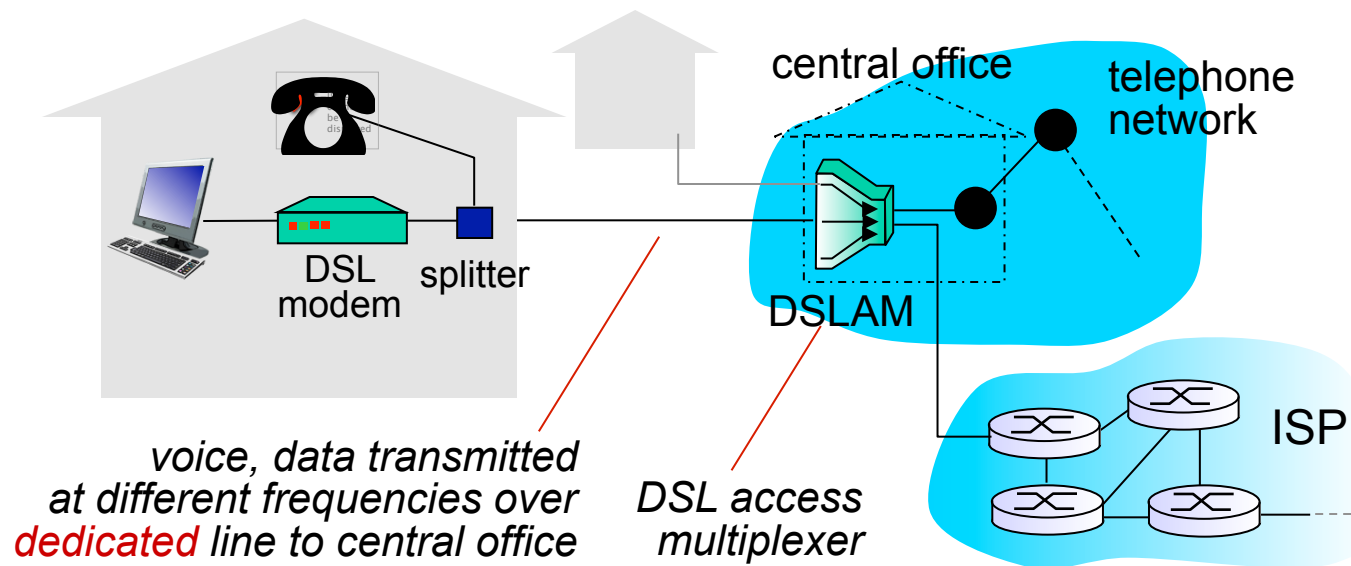 central office
telephone
network
be
DSL
modem
splitter
DSLAM
ISP
voice, data transmitted
at different frequencies over
dedicated line to central office
DSL access
multiplexer